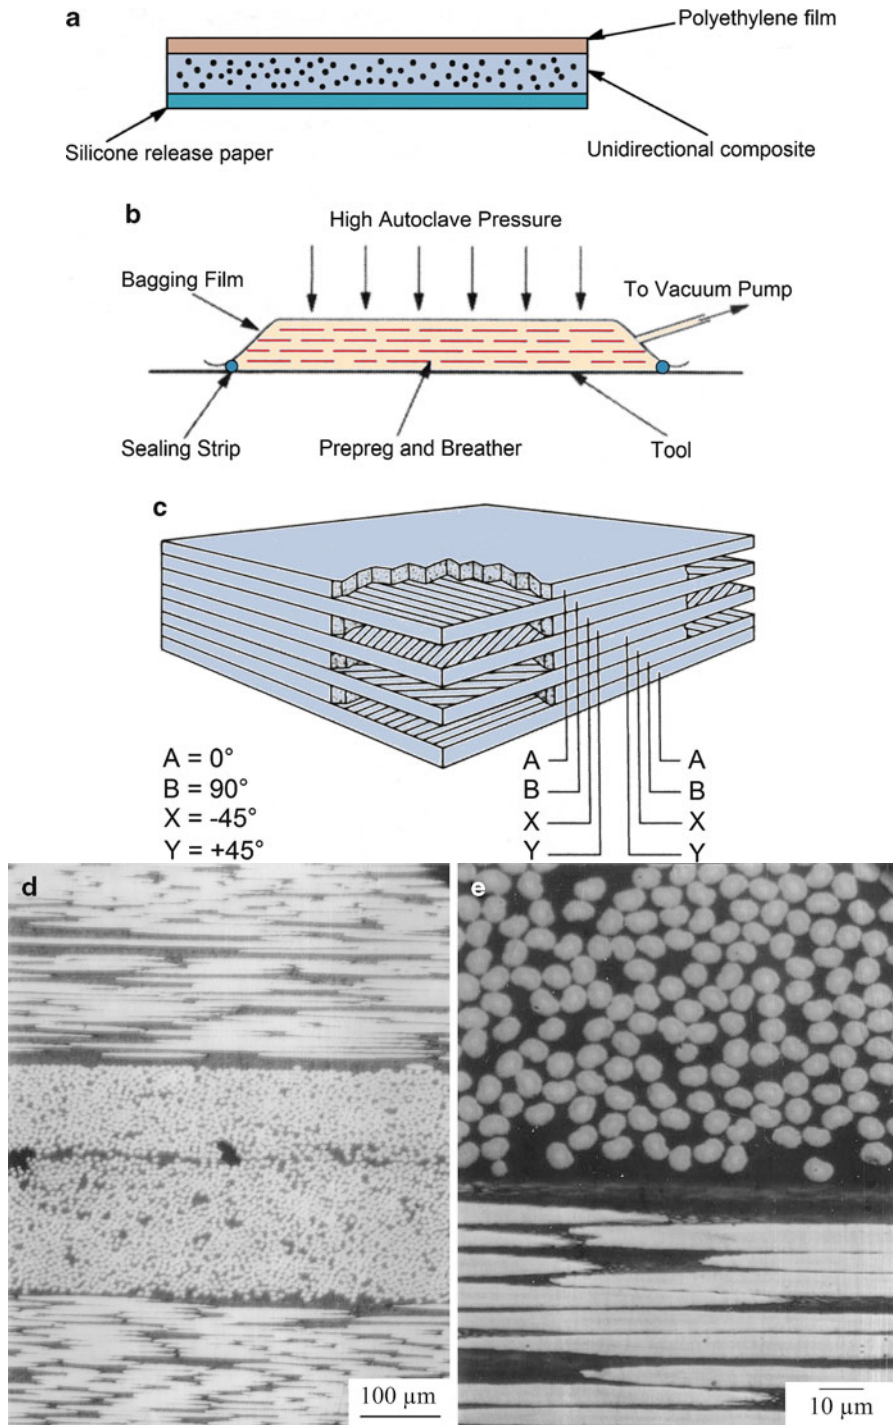 a
Polyethylene film
Silicone release paper
Unidirectional composite
b
High Autoclave Pressure
Bagging Film
To Vacuum Pump
Sealing Strip
Prepreg and Breather
Tool
c
A = 0°
B = 90°
X = -45°
Y = +45°
A A
B B
X X
Y Y
d
e
100 µm
10 µm